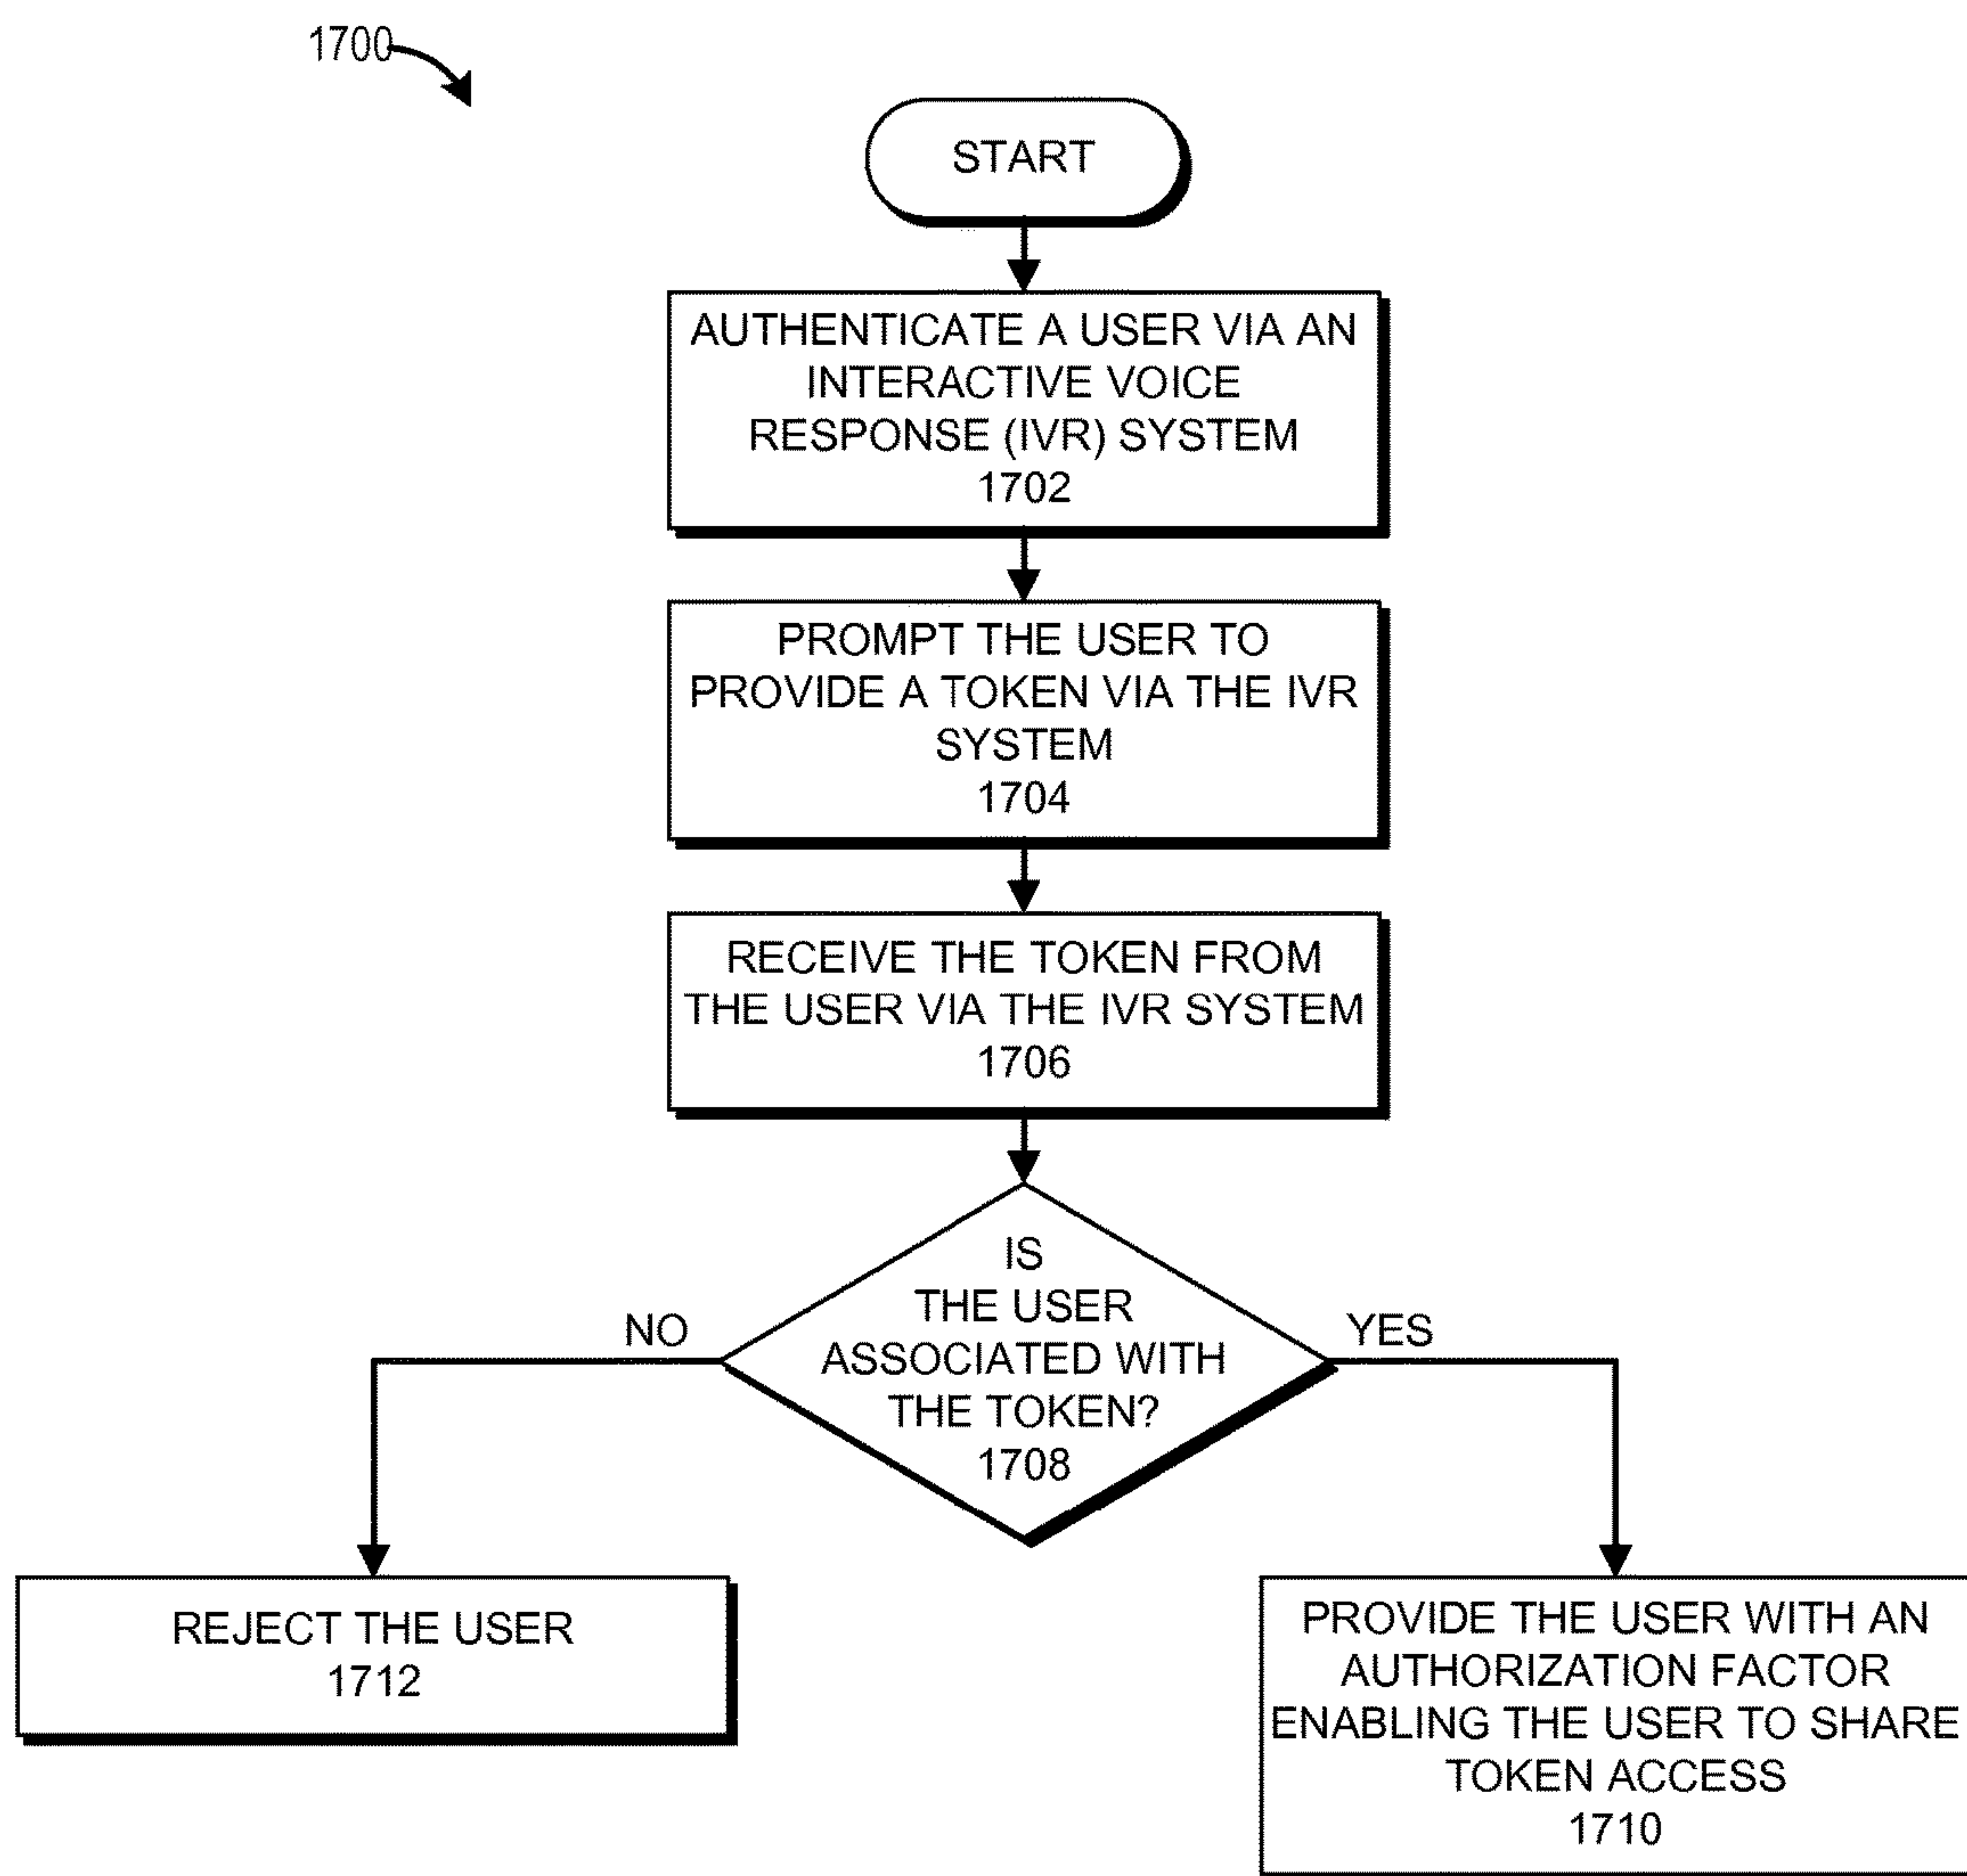 1700
START
AUTHENTICATE A USER VIA AN
INTERACTIVE VOICE
RESPONSE (IVR) SYSTEM
1702
PROMPT THE USER TO
PROVIDE A TOKEN VIA THE IVR
SYSTEM
1704
RECEIVE THE TOKEN FROM
THE USER VIA THE IVR SYSTEM
1706
IS
THE USER
ASSOCIATED WITH
THE TOKEN?
1708
NO
YES
REJECT THE USER
1712
PROVIDE THE USER WITH AN
AUTHORIZATION FACTOR
ENABLING THE USER TO SHARE
TOKEN ACCESS
1710